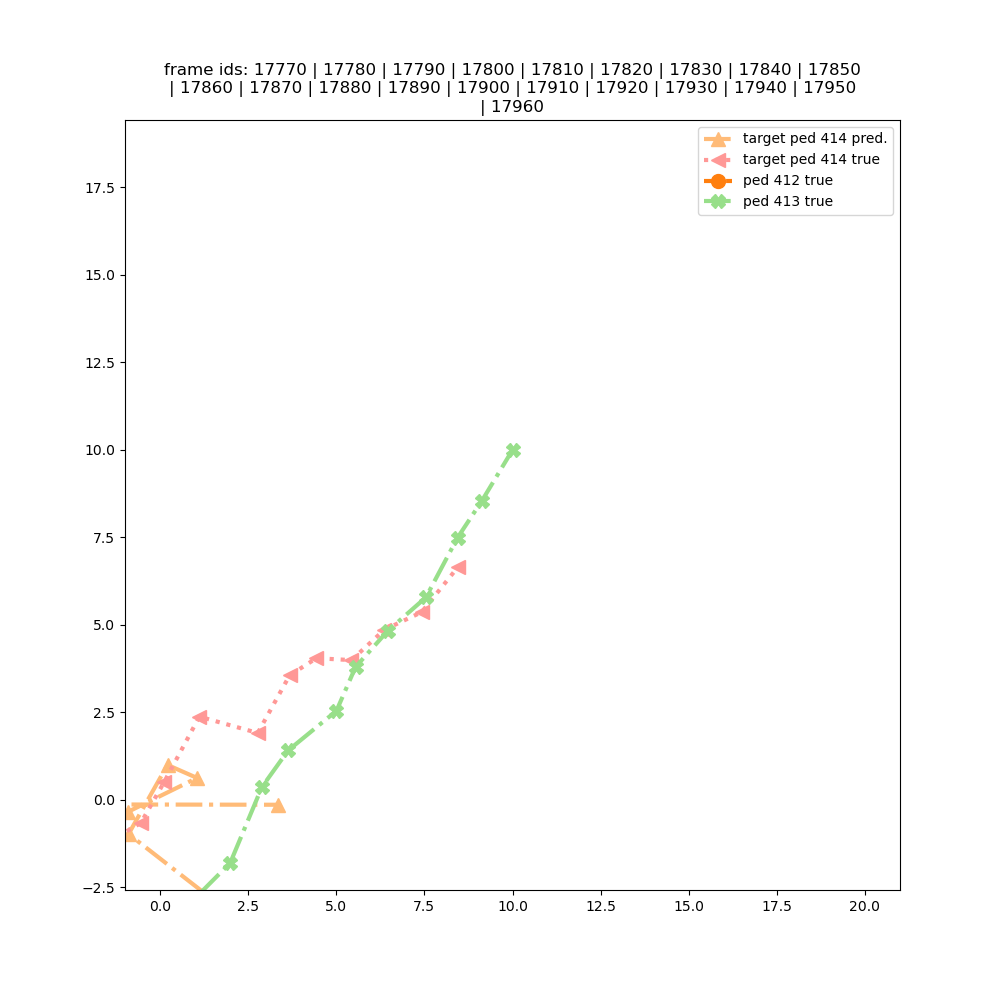 frame ids: 17770 | 17780 | 17790 | 17800 | 17810 | 17820 | 17830 | 17840 | 17850
| 17860 | 17870 | 17880 | 17890 | 17900 | 17910 | 17920 | 17930 | 17940 | 17950
| 17960
target ped 414 pred.
target ped 414 true
ped 412 true
ped 413 true
17.5
15.0
12.5
10.0
7.5
5.0
2.5
0.0
−2.5
0.0 2.5 5.0 7.5 10.0 12.5 15.0 17.5 20.0